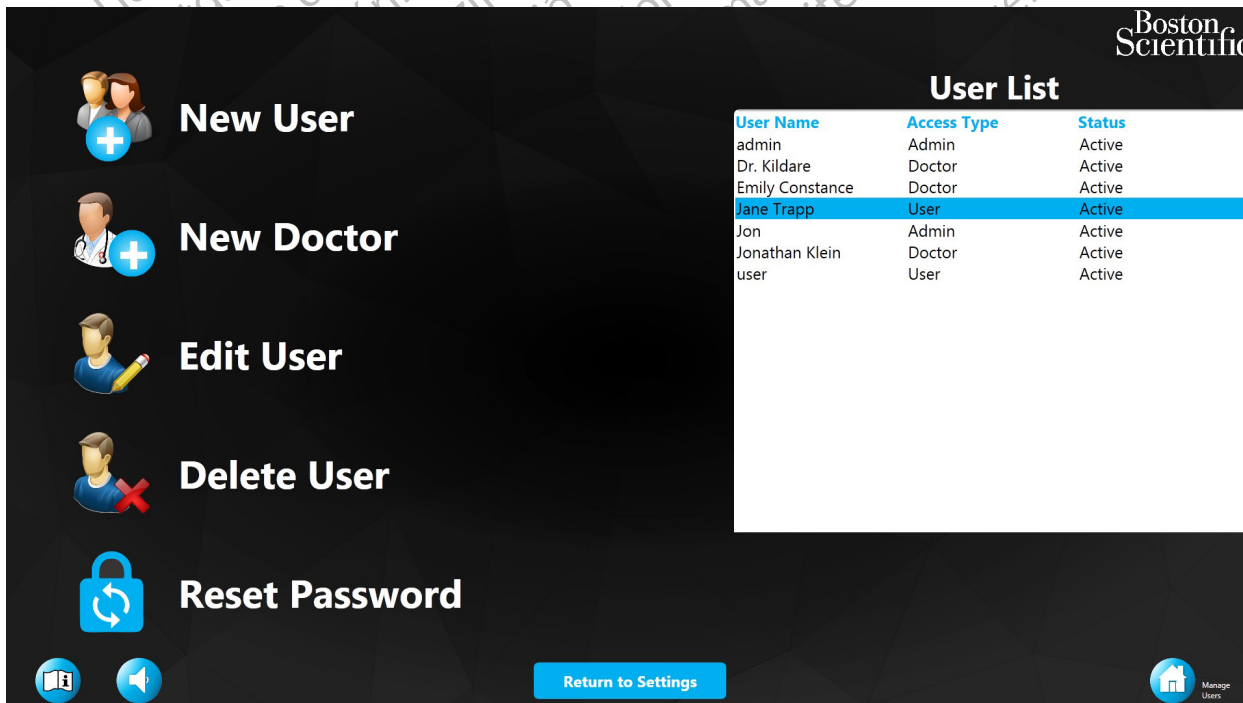 Boston
Scientific
New User
New Doctor
Edit User
Delete User
Reset Password
User List
User Name Access Type Status
admin Admin Active
Dr. Kildare Doctor Active
Emily Constance Doctor Active
Jane Trapp User Active
Jon Admin Active
Jonathan Klein Doctor Active
user User Active
Return to Settings
Manage
Users